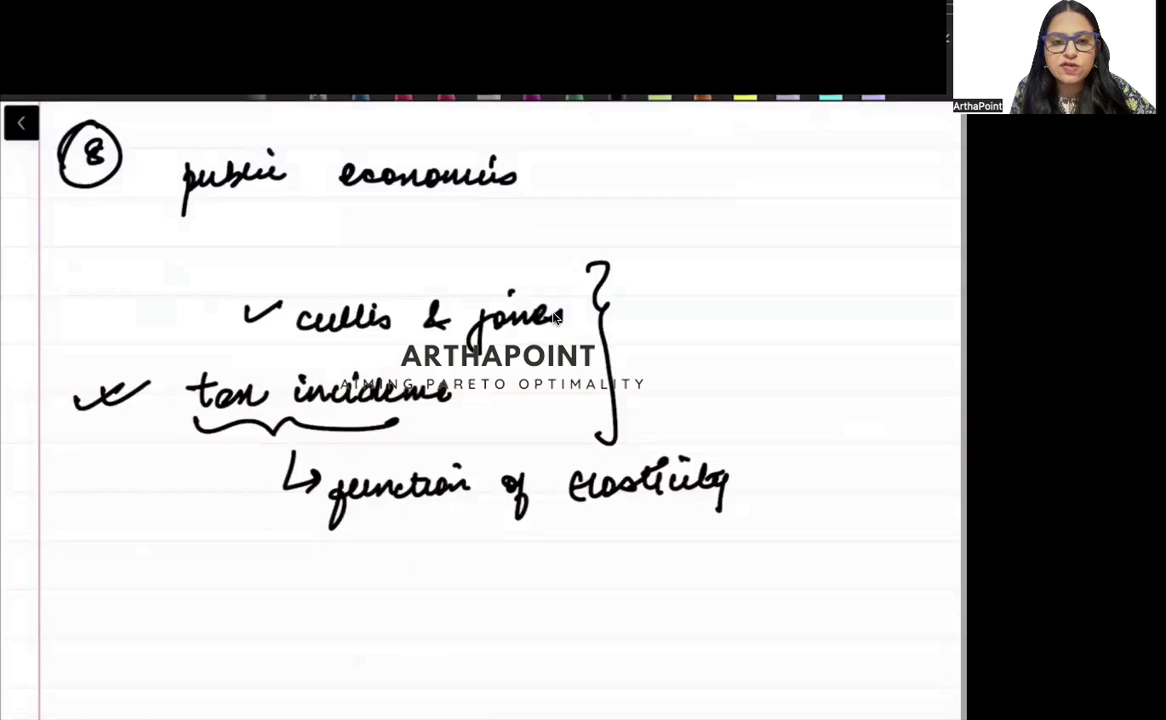 ArthaPoint
8 public economics
cullis & jones
ARTHAPOINT
AIMING PARETO OPTIMALITY
tax incidence
function of Elasticity